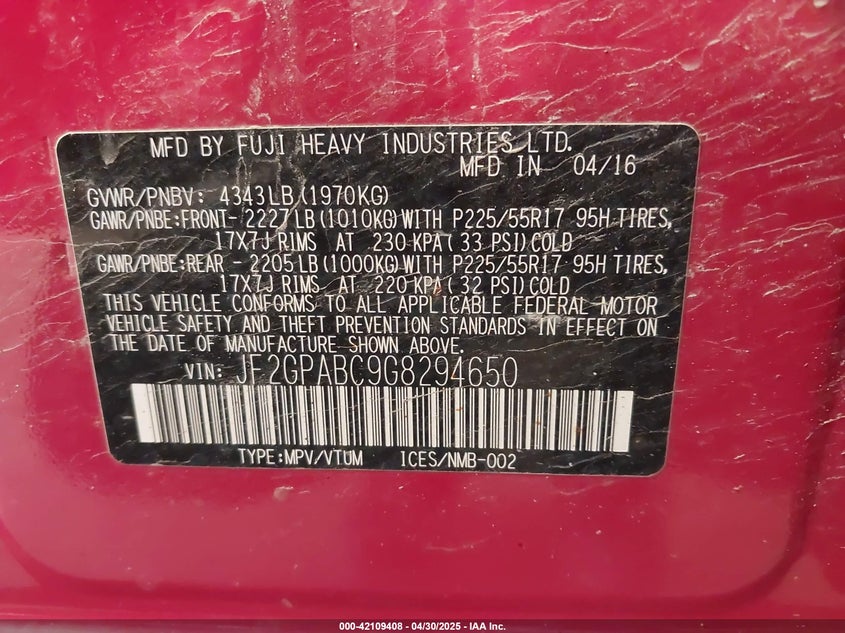 MFD BY FUJI HEAVY INDUSTRIES LTD.
MFD IN 04/16
GVWR/PNBV: 4343LB(1970KG)
GAWR/PNBE:FRONT- 2227LB(1010KG)WITH P225/55R17 95H TIRES,
17X7J RIMS AT 230 KPA( 33 PSI)COLD
GAWR/PNBE:REAR - 2205LB(1000KG)WITH P225/55R17 95H TIRES,
17X7J RIMS AT 220 KPA( 32 PSI)COLD
THIS VEHICLE CONFORMS TO ALL APPLICABLE FEDERAL MOTOR
VEHICLE SAFETY AND THEFT PREVENTION STANDARDS IN EFFECT ON
THE DATE OF MANUFACTURE SHOWN ABOVE.
VIN: JF2GPABC9G8294650
TYPE:MPV/VTUM ICES/NMB-002
000-42109408 - 04/30/2025 - IAA Inc.